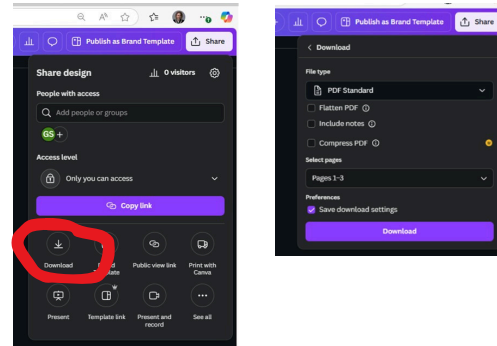 Publish as Brand Template
Share
Share design
0 visitors
People with access
Add people or groups
GS +
Access level
Only you can access
Copy link
Download
Public view link
Print with
Canva
Present
Template link
Present and
record
See all
Publish as Brand Template
Share
Download
File type
PDF Standard
Flatten PDF
Include notes
Compress PDF
Select pages
Pages 1-3
Preferences
Save download settings
Download